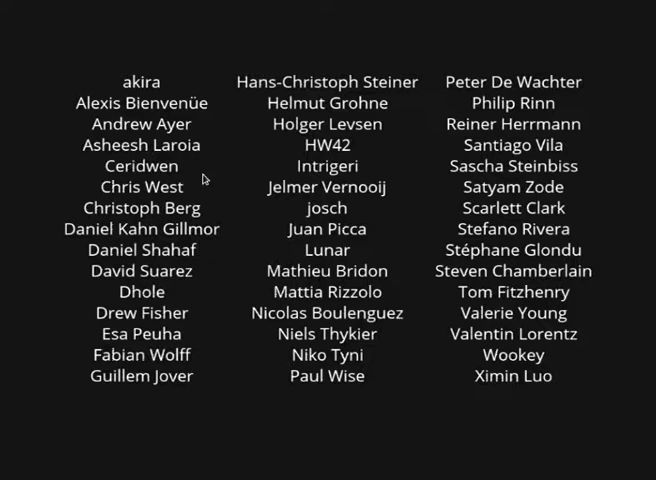 akira
Alexis Bienvenüe
Andrew Ayer
Asheesh Laroia
Ceridwen
Chris West
Christoph Berg
Daniel Kahn Gillmor
Daniel Shahaf
David Suarez
Dhole
Drew Fisher
Esa Peuha
Fabian Wolff
Guillem Jover
Hans-Christoph Steiner
Helmut Grohne
Holger Levsen
HW42
Intrigeri
Jelmer Vernooij
josch
Juan Picca
Lunar
Mathieu Bridon
Mattia Rizzolo
Nicolas Boulenguez
Niels Thykier
Niko Tyni
Paul Wise
Peter De Wachter
Philip Rinn
Reiner Herrmann
Santiago Vila
Sascha Steinbiss
Satyam Zode
Scarlett Clark
Stefano Rivera
Stéphane Glondu
Steven Chamberlain
Tom Fitzhenry
Valerie Young
Valentin Lorentz
Wookey
Ximin Luo